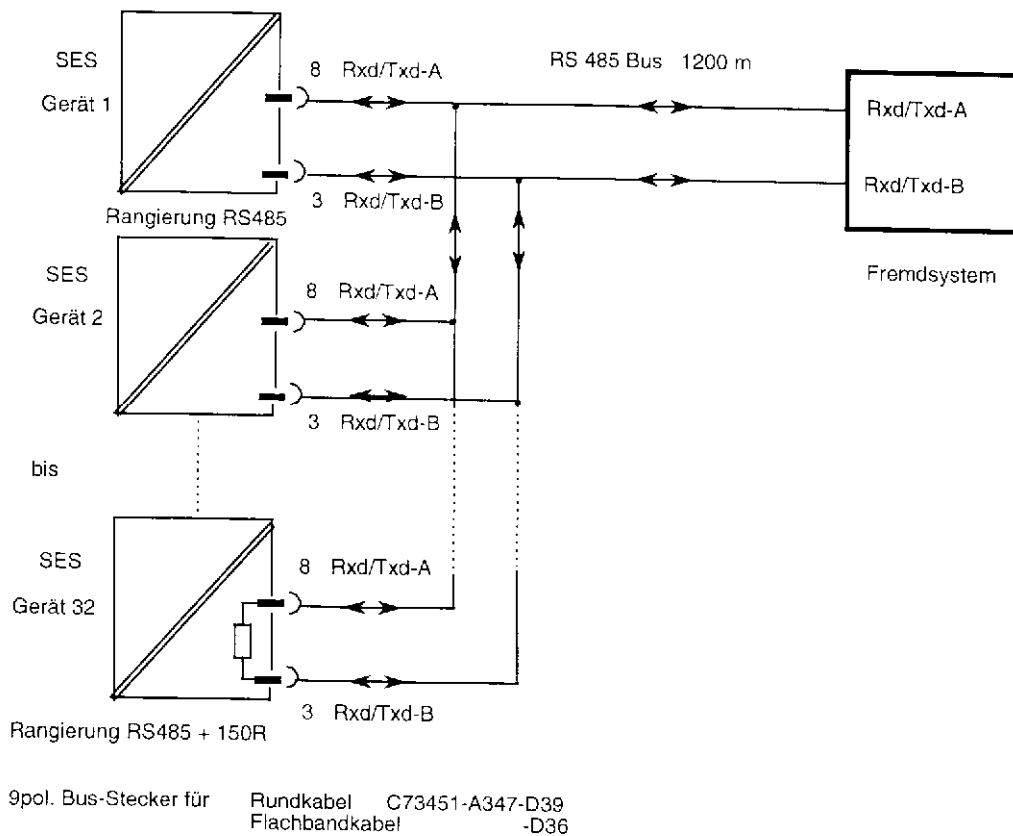 SES
Gerät 1
8 Rxd/Txd-A
RS 485 Bus 1200 m
Rxd/Txd-A
3 Rxd/Txd-B
Rxd/Txd-B
Rangierung RS485
Fremdsystem
SES
Gerät 2
8 Rxd/Txd-A
3 Rxd/Txd-B
bis
SES
Gerät 32
8 Rxd/Txd-A
3 Rxd/Txd-B
Rangierung RS485 + 150R
9pol. Bus-Stecker für Rundkabel C73451-A347-D39
Flachbandkabel -D36